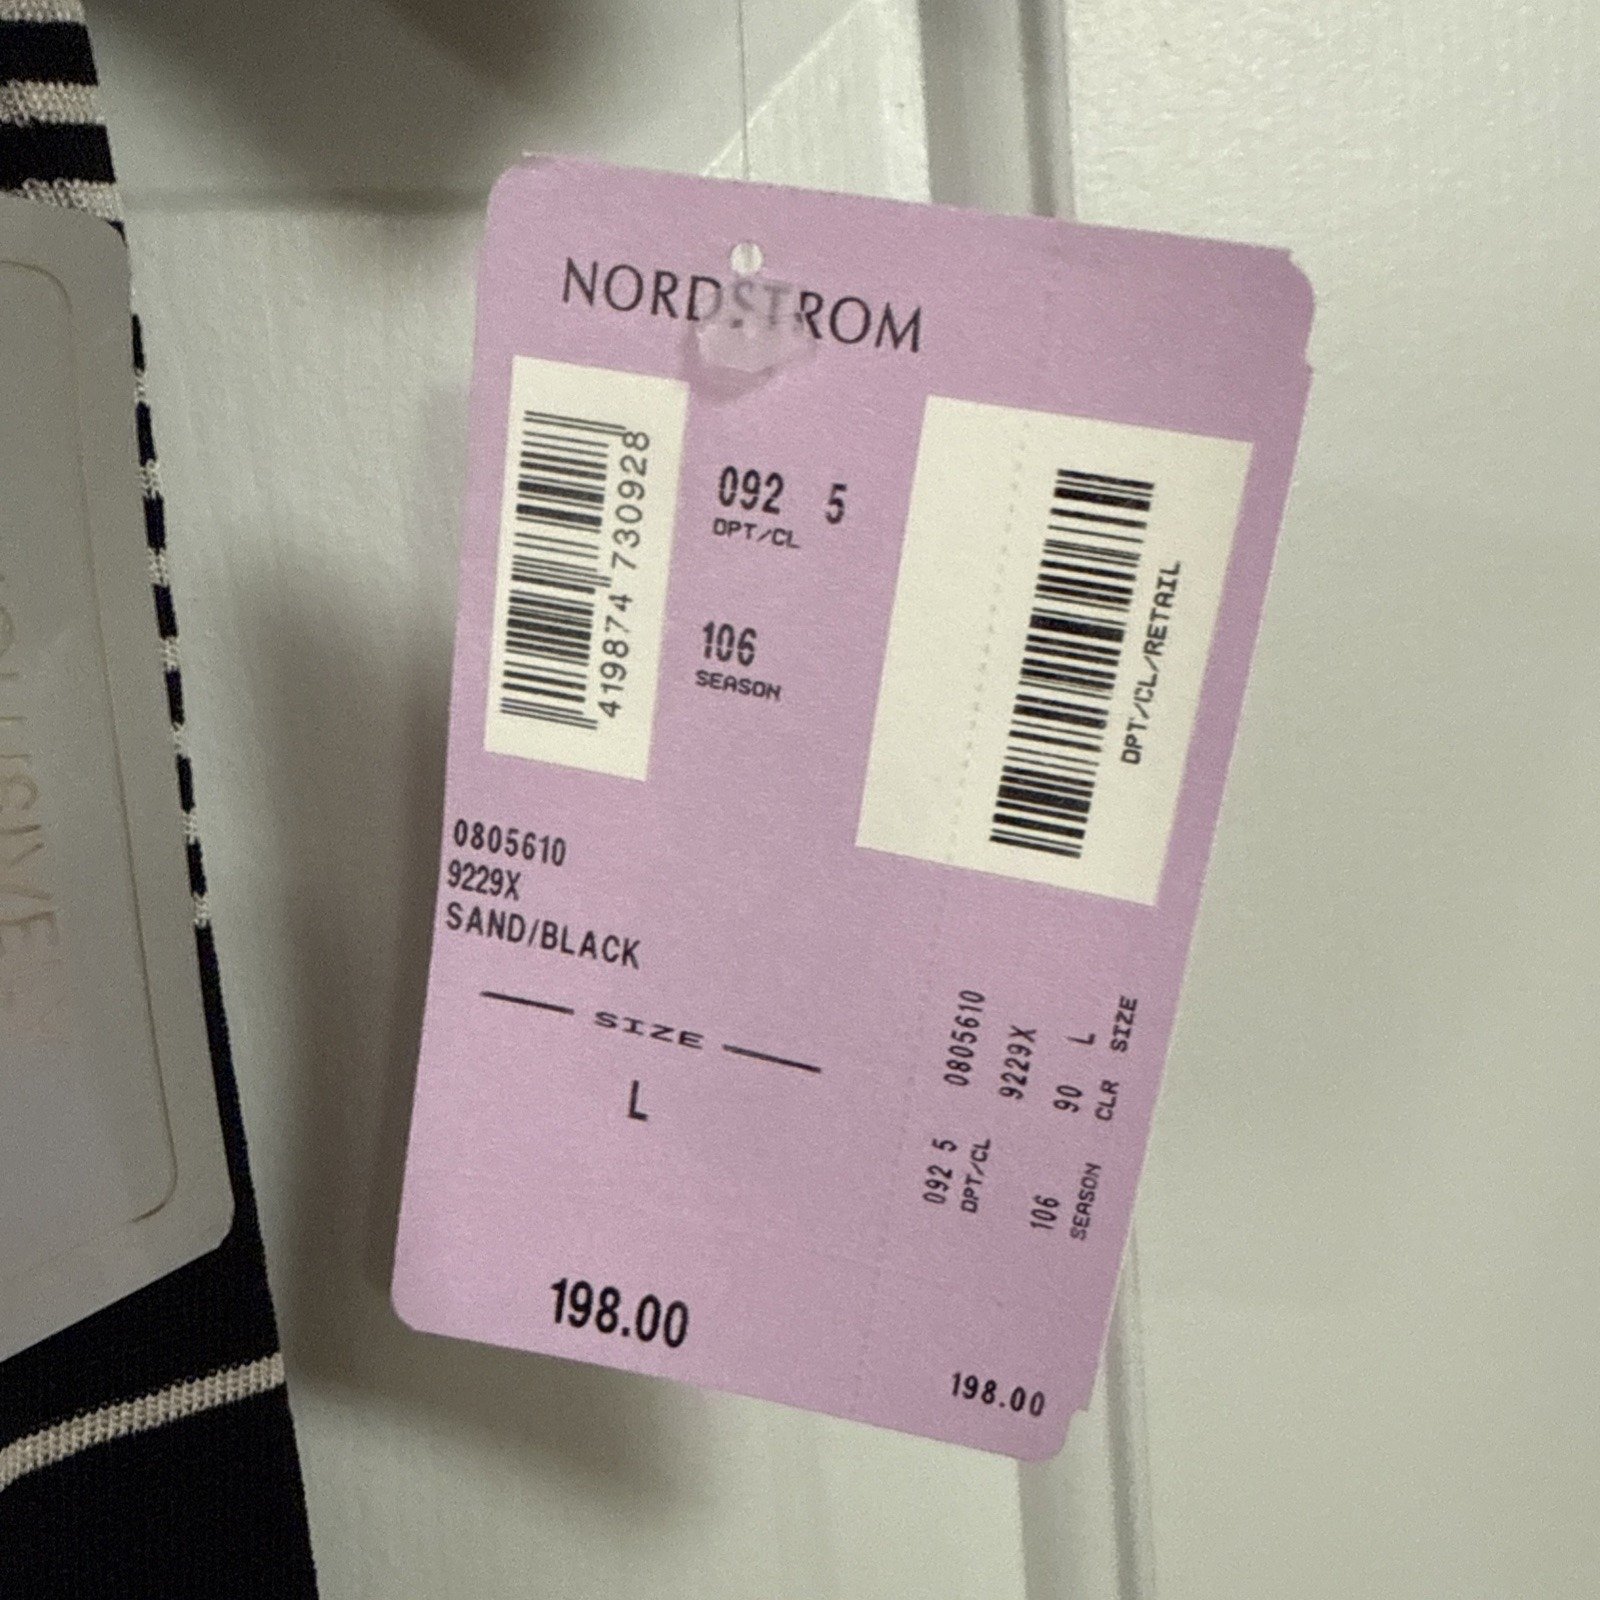 NORDSTROM
419874 730928
092 5
DPT/CL
106
SEASON
DPT/CL/RETAIL
0805610
9229X
SAND/BLACK
SIZE
L
198.00
092 5 0805610
DPT/CL 9229X
106 90 L
SEASON CLR SIZE
198.00